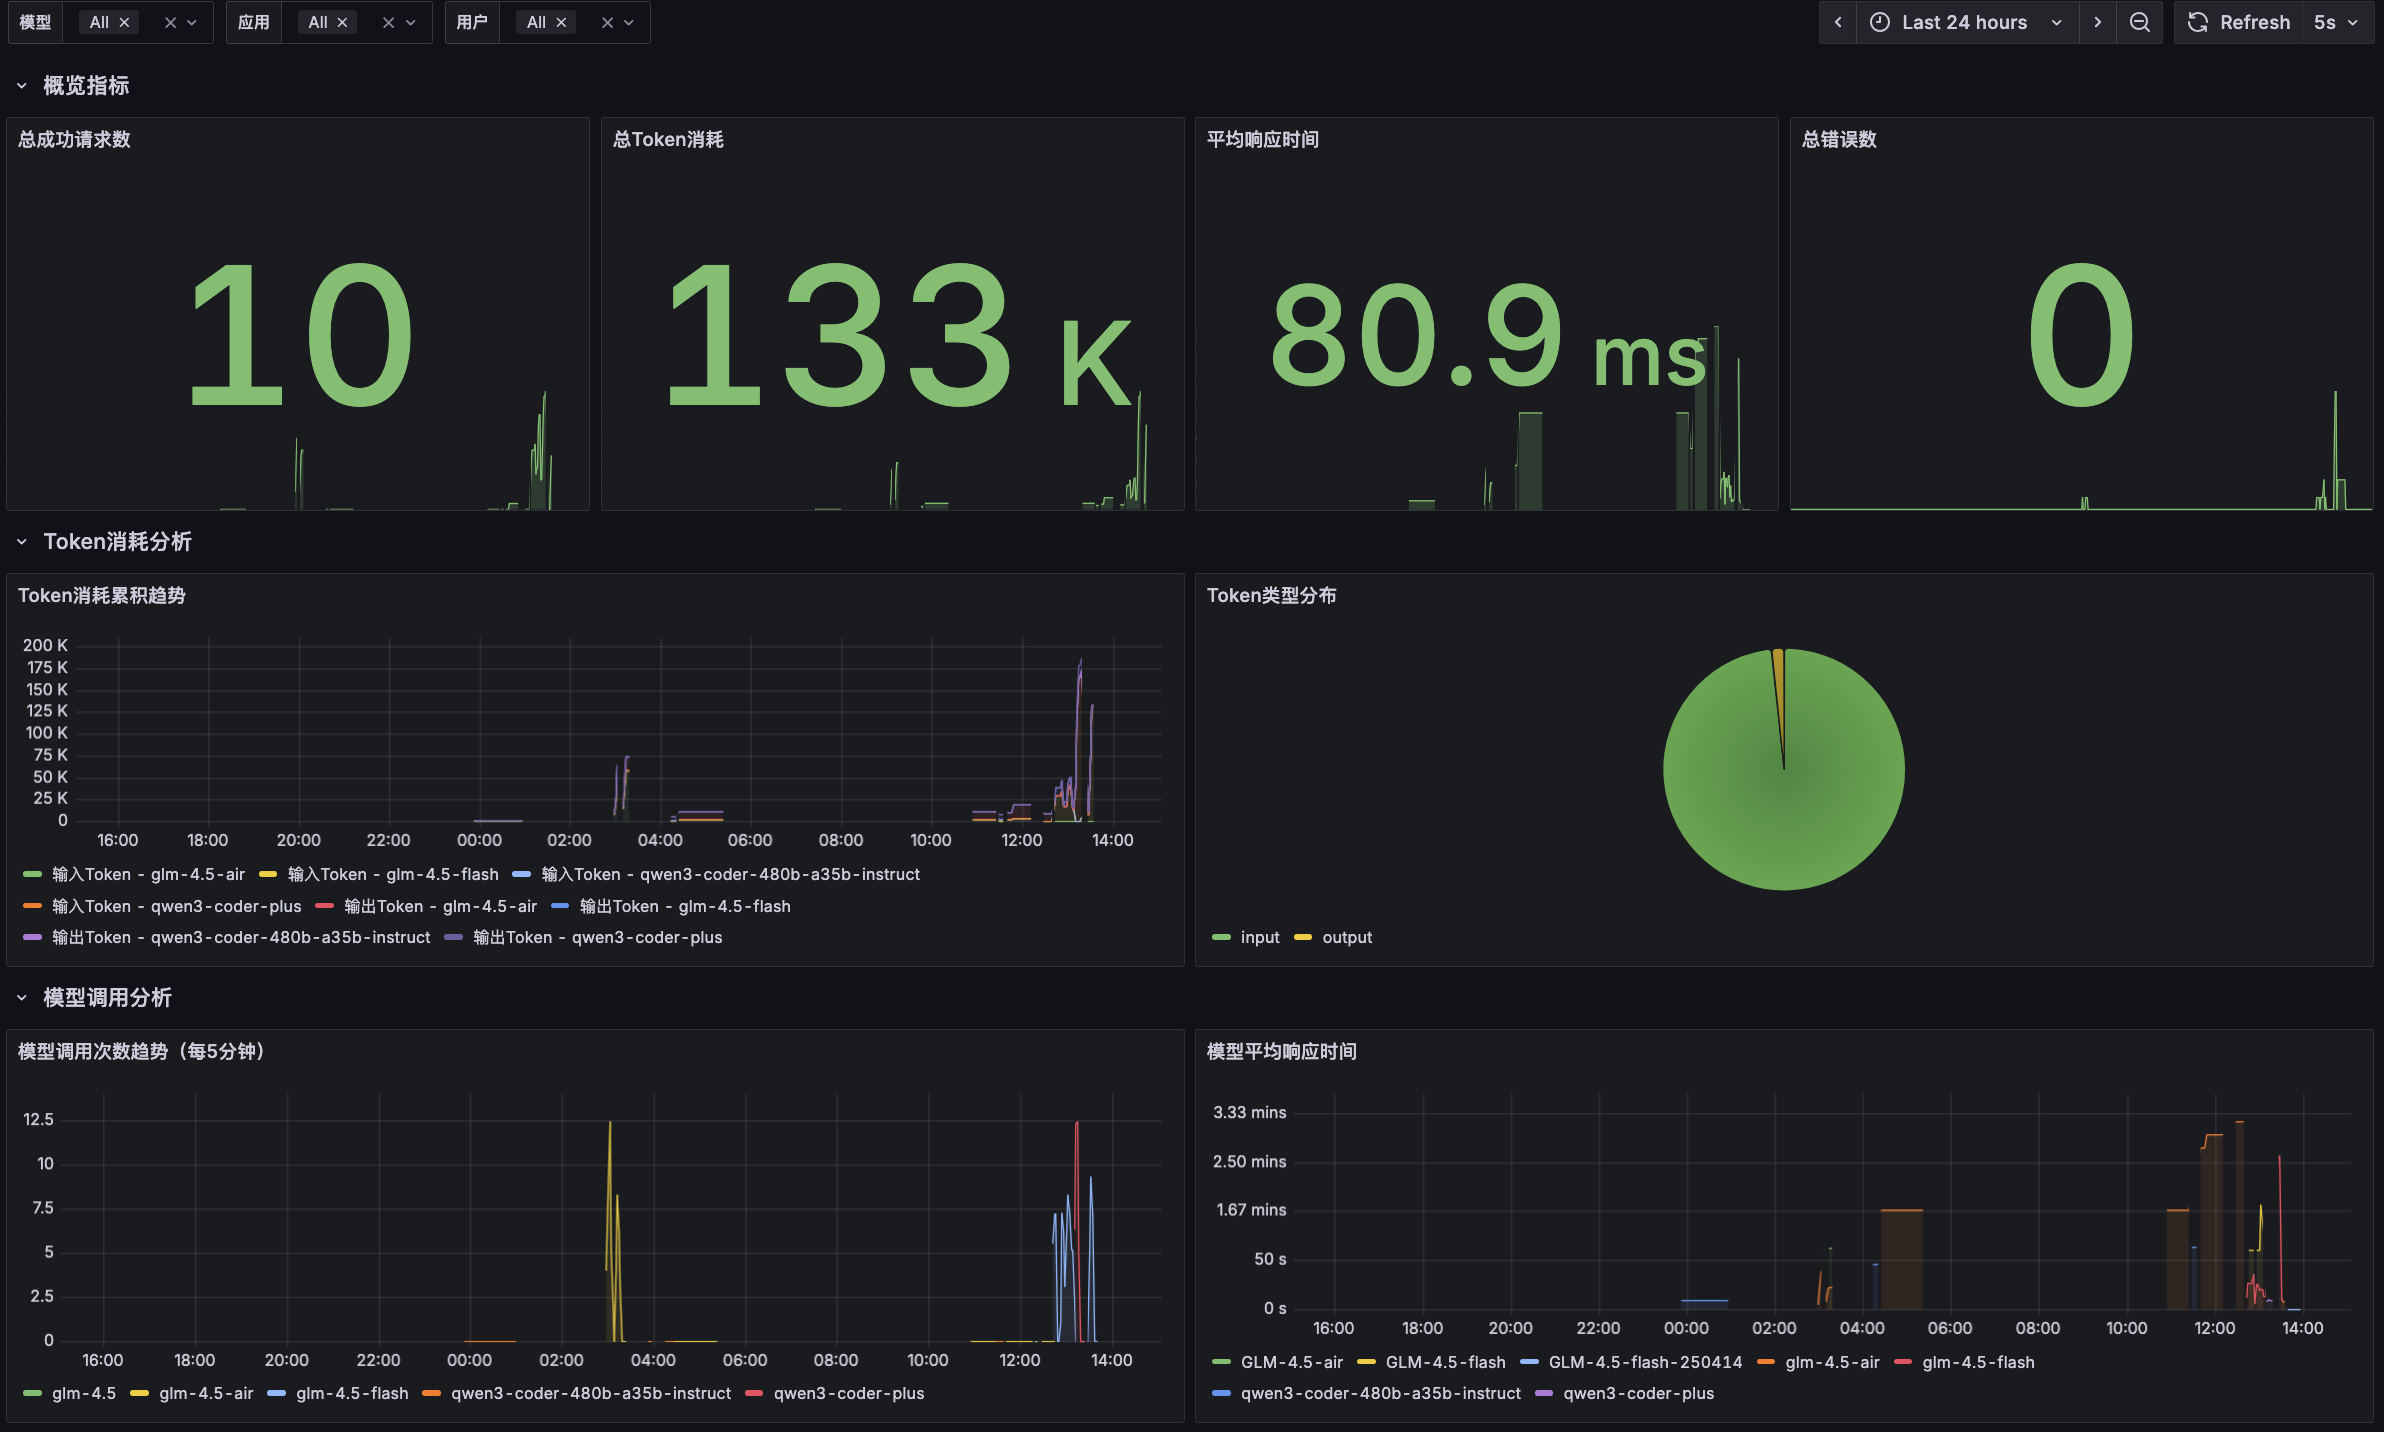 模型 All 应用 All 用户 All Last 24 hours Refresh 5s
概览指标
总成功请求数
10
总Token消耗
133 K
平均响应时间
80.9 ms
总错误数
0
Token消耗分析
Token消耗累积趋势
200 K
175 K
150 K
125 K
100 K
75 K
50 K
25 K
0
16:00 18:00 20:00 22:00 00:00 02:00 04:00 06:00 08:00 10:00 12:00 14:00
输入Token - glm-4.5-air 输入Token - glm-4.5-flash 输入Token - qwen3-coder-480b-a35b-instruct
输入Token - qwen3-coder-plus 输出Token - glm-4.5-air 输出Token - glm-4.5-flash
输出Token - qwen3-coder-480b-a35b-instruct 输出Token - qwen3-coder-plus
Token类型分布
input output
模型调用分析
模型调用次数趋势（每5分钟）
12.5
10
7.5
5
2.5
0
16:00 18:00 20:00 22:00 00:00 02:00 04:00 06:00 08:00 10:00 12:00 14:00
glm-4.5 glm-4.5-air glm-4.5-flash qwen3-coder-480b-a35b-instruct qwen3-coder-plus
模型平均响应时间
3.33 mins
2.50 mins
1.67 mins
50 s
0 s
16:00 18:00 20:00 22:00 00:00 02:00 04:00 06:00 08:00 10:00 12:00 14:00
GLM-4.5-air GLM-4.5-flash GLM-4.5-flash-250414 glm-4.5-air glm-4.5-flash
qwen3-coder-480b-a35b-instruct qwen3-coder-plus